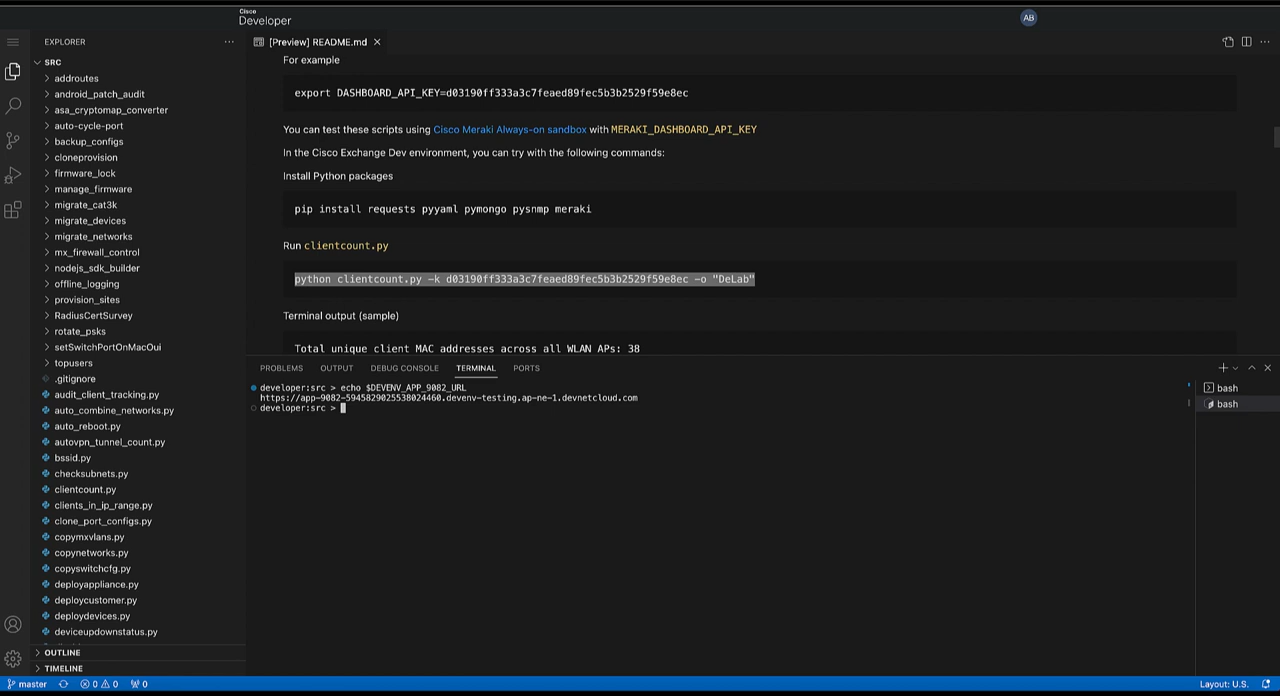 Cisco
Developer
AB
EXPLORER
[Preview] README.md
SRC
addroutes
android_patch_audit
asa_cryptomap_converter
auto-cycle-port
backup_configs
cloneprovision
firmware_lock
manage_firmware
migrate_cat3k
migrate_devices
migrate_networks
mx_firewall_control
nodejs_sdk_builder
offline_logging
provision_sites
RadiusCertSurvey
rotate_psks
setSwitchPortOnMacOui
topusers
.gitignore
audit_client_tracking.py
auto_combine_networks.py
auto_reboot.py
autovpn_tunnel_count.py
bssid.py
checksubnets.py
clientcount.py
clients_in_ip_range.py
clone_port_configs.py
copymxvlans.py
copynetworks.py
copyswitchcfg.py
deployappliance.py
deploycustomer.py
deploydevices.py
deviceupdownstatus.py
OUTLINE
TIMELINE
For example
export DASHBOARD_API_KEY=d03190ff333a3c7feaed89fec5b3b2529f59e8ec
You can test these scripts using Cisco Meraki Always-on sandbox with MERAKI_DASHBOARD_API_KEY
In the Cisco Exchange Dev environment, you can try with the following commands:
Install Python packages
pip install requests pyyaml pymongo pysnmp meraki
Run clientcount.py
python clientcount.py -k d03190ff333a3c7feaed89fec5b3b2529f59e8ec -o "DeLab"
Terminal output (sample)
Total unique client MAC addresses across all WLAN APs: 38
PROBLEMS OUTPUT DEBUG CONSOLE TERMINAL PORTS
developer:src > echo $DEVENV_APP_9082_URL
https://app-9082-5945829025538024460.devenv-testing.ap-ne-1.devnetcloud.com
developer:src >
bash
bash
master 0 0 0 Layout: U.S.